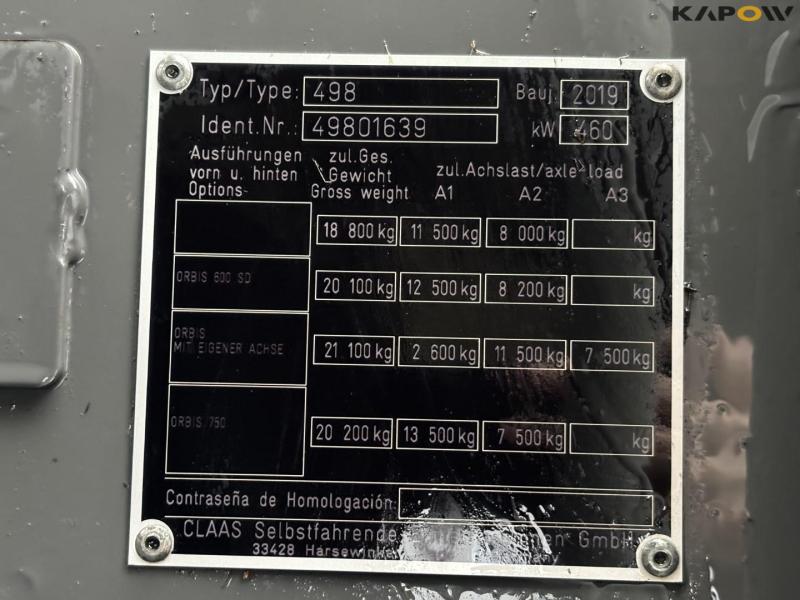 KAPOW
Typ/Type: 498 Bauj. 2019
Ident.Nr.: 49801639 kW 460
Ausführungen zul.Ges. zul.Achslast/axle-load
vorn u. hinten Gewicht
Options Gross weight A1 A2 A3
18 800 kg 11 500 kg 8 000 kg kg
ORBIS 600 SD 20 100 kg 12 500 kg 8 200 kg kg
ORBIS
MIT EIGENER ACHSE 21 100 kg 2 600 kg 11 500 kg 7 500 kg
ORBIS 750 20 200 kg 13 500 kg 7 500 kg kg
Contraseña de Homologación
CLAAS Selbstfahrende GmbH
33428